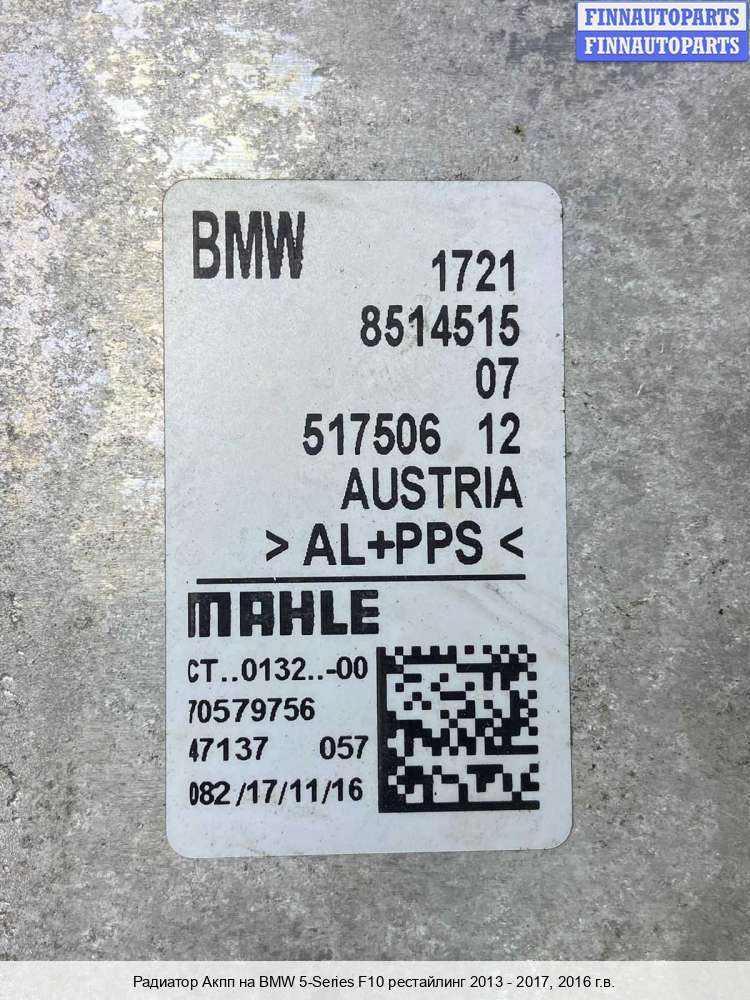 FINNAUTOPARTS
FINNAUTOPARTS
BMW 1721
8514515
07
517506 12
AUSTRIA
>AL+PPS<
MAHLE
CT..0132..-00
70579756
47137 057
082/17/11/16
Радиатор Акпп на BMW 5-Series F10 рестайлинг 2013 - 2017, 2016 г.в.